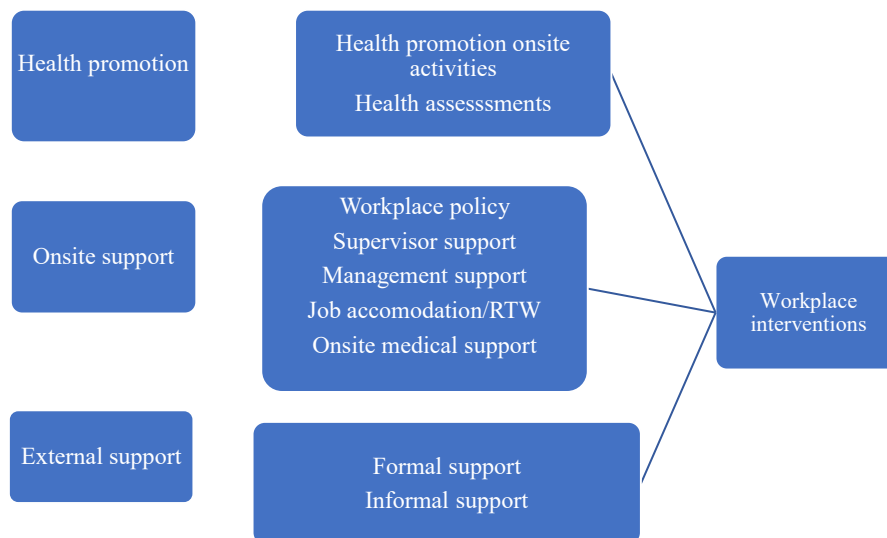 Health promotion
Health promotion onsite
activities
Health assesssments
Onsite support
Workplace policy
Supervisor support
Management support
Job accomodation/RTW
Onsite medical support
Workplace
interventions
External support
Formal support
Informal support